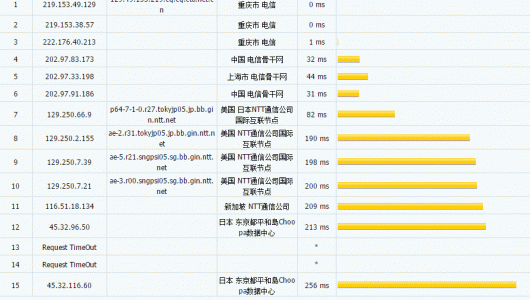 1 219.153.49.129 重庆市 电信 0 ms
n
2 219.153.38.57 重庆市 电信 0 ms
3 222.176.40.213 重庆市 电信 1 ms
4 202.97.83.173 中国 电信骨干网 32 ms
5 202.97.33.198 上海市 电信骨干网 44 ms
6 202.97.91.186 中国 电信骨干网 31 ms
7 129.250.66.9 p64-7-1-0.r27.tokyjp05.jp.bb.gi 美国 日本NTT通信公司 82 ms
n.ntt.net 国际互联节点
8 129.250.2.155 ae-2.r31.tokyjp05.jp.bb.gin.ntt.n 美国 NTT通信公司国际 190 ms
et 互联节点
9 129.250.7.39 ae-5.r21.sngpsi05.sg.bb.gin.ntt. 美国 NTT通信公司国际 198 ms
net 互联节点
10 129.250.7.21 ae-3.r00.sngpsi05.sg.bb.gin.ntt. 美国 NTT通信公司国际 200 ms
net 互联节点
11 116.51.18.134 新加坡 NTT通信公司 209 ms
12 45.32.96.50 日本 东京都平和島Choo 213 ms
pa数据中心
13 Request TimeOut *
14 Request TimeOut *
15 45.32.116.60 日本 东京都平和島Choo 256 ms
pa数据中心